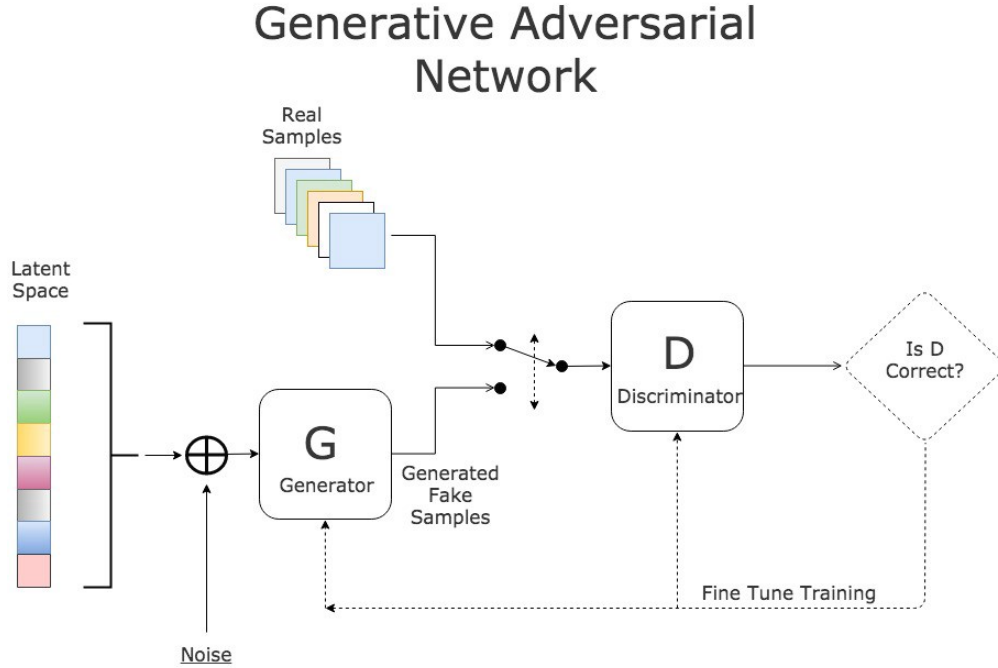 Generative Adversarial
Network
Real
Samples
Latent
Space
Is D
Correct?
D
Discriminator
G
Generator
Generated
Fake
Samples
Fine Tune Training
Noise